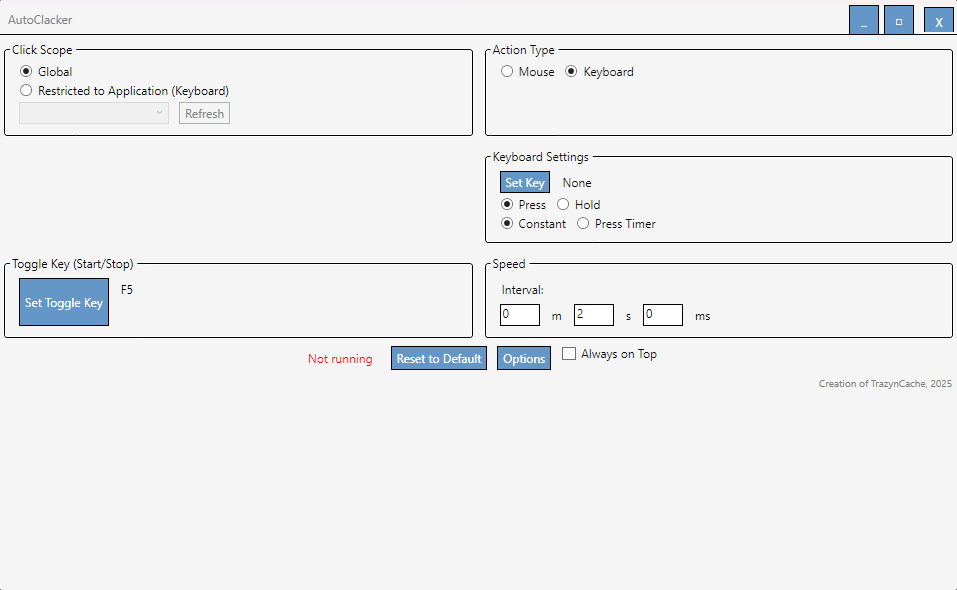 AutoClacker
_ □ X
Click Scope
Global
Restricted to Application (Keyboard)
Refresh
Action Type
Mouse Keyboard
Keyboard Settings
Set Key None
Press Hold
Constant Press Timer
Toggle Key (Start/Stop)
Set Toggle Key F5
Speed
Interval:
0 m 2 s 0 ms
Not running Reset to Default Options Always on Top
Creation of TrazynCache, 2025